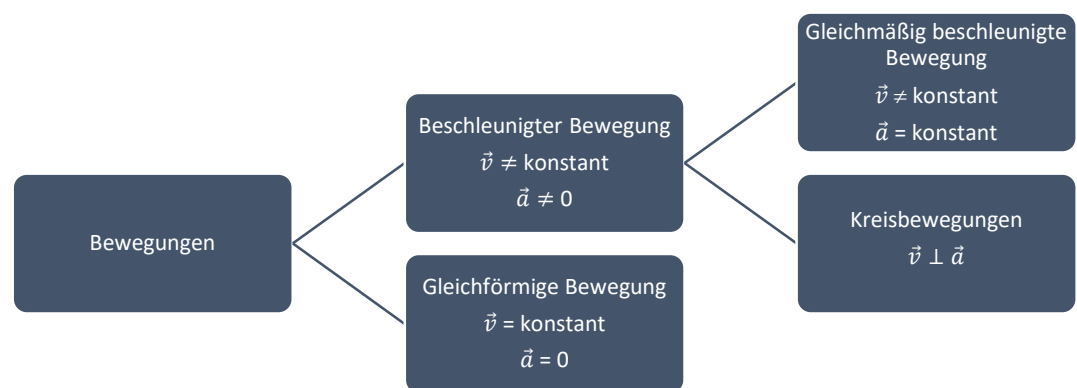 Bewegungen
Beschleunigter Bewegung
v⃗ ≠ konstant
a⃗ ≠ 0
Gleichförmige Bewegung
v⃗ = konstant
a⃗ = 0
Gleichmäßig beschleunigte
Bewegung
v⃗ ≠ konstant
a⃗ = konstant
Kreisbewegungen
v⃗ ⊥ a⃗